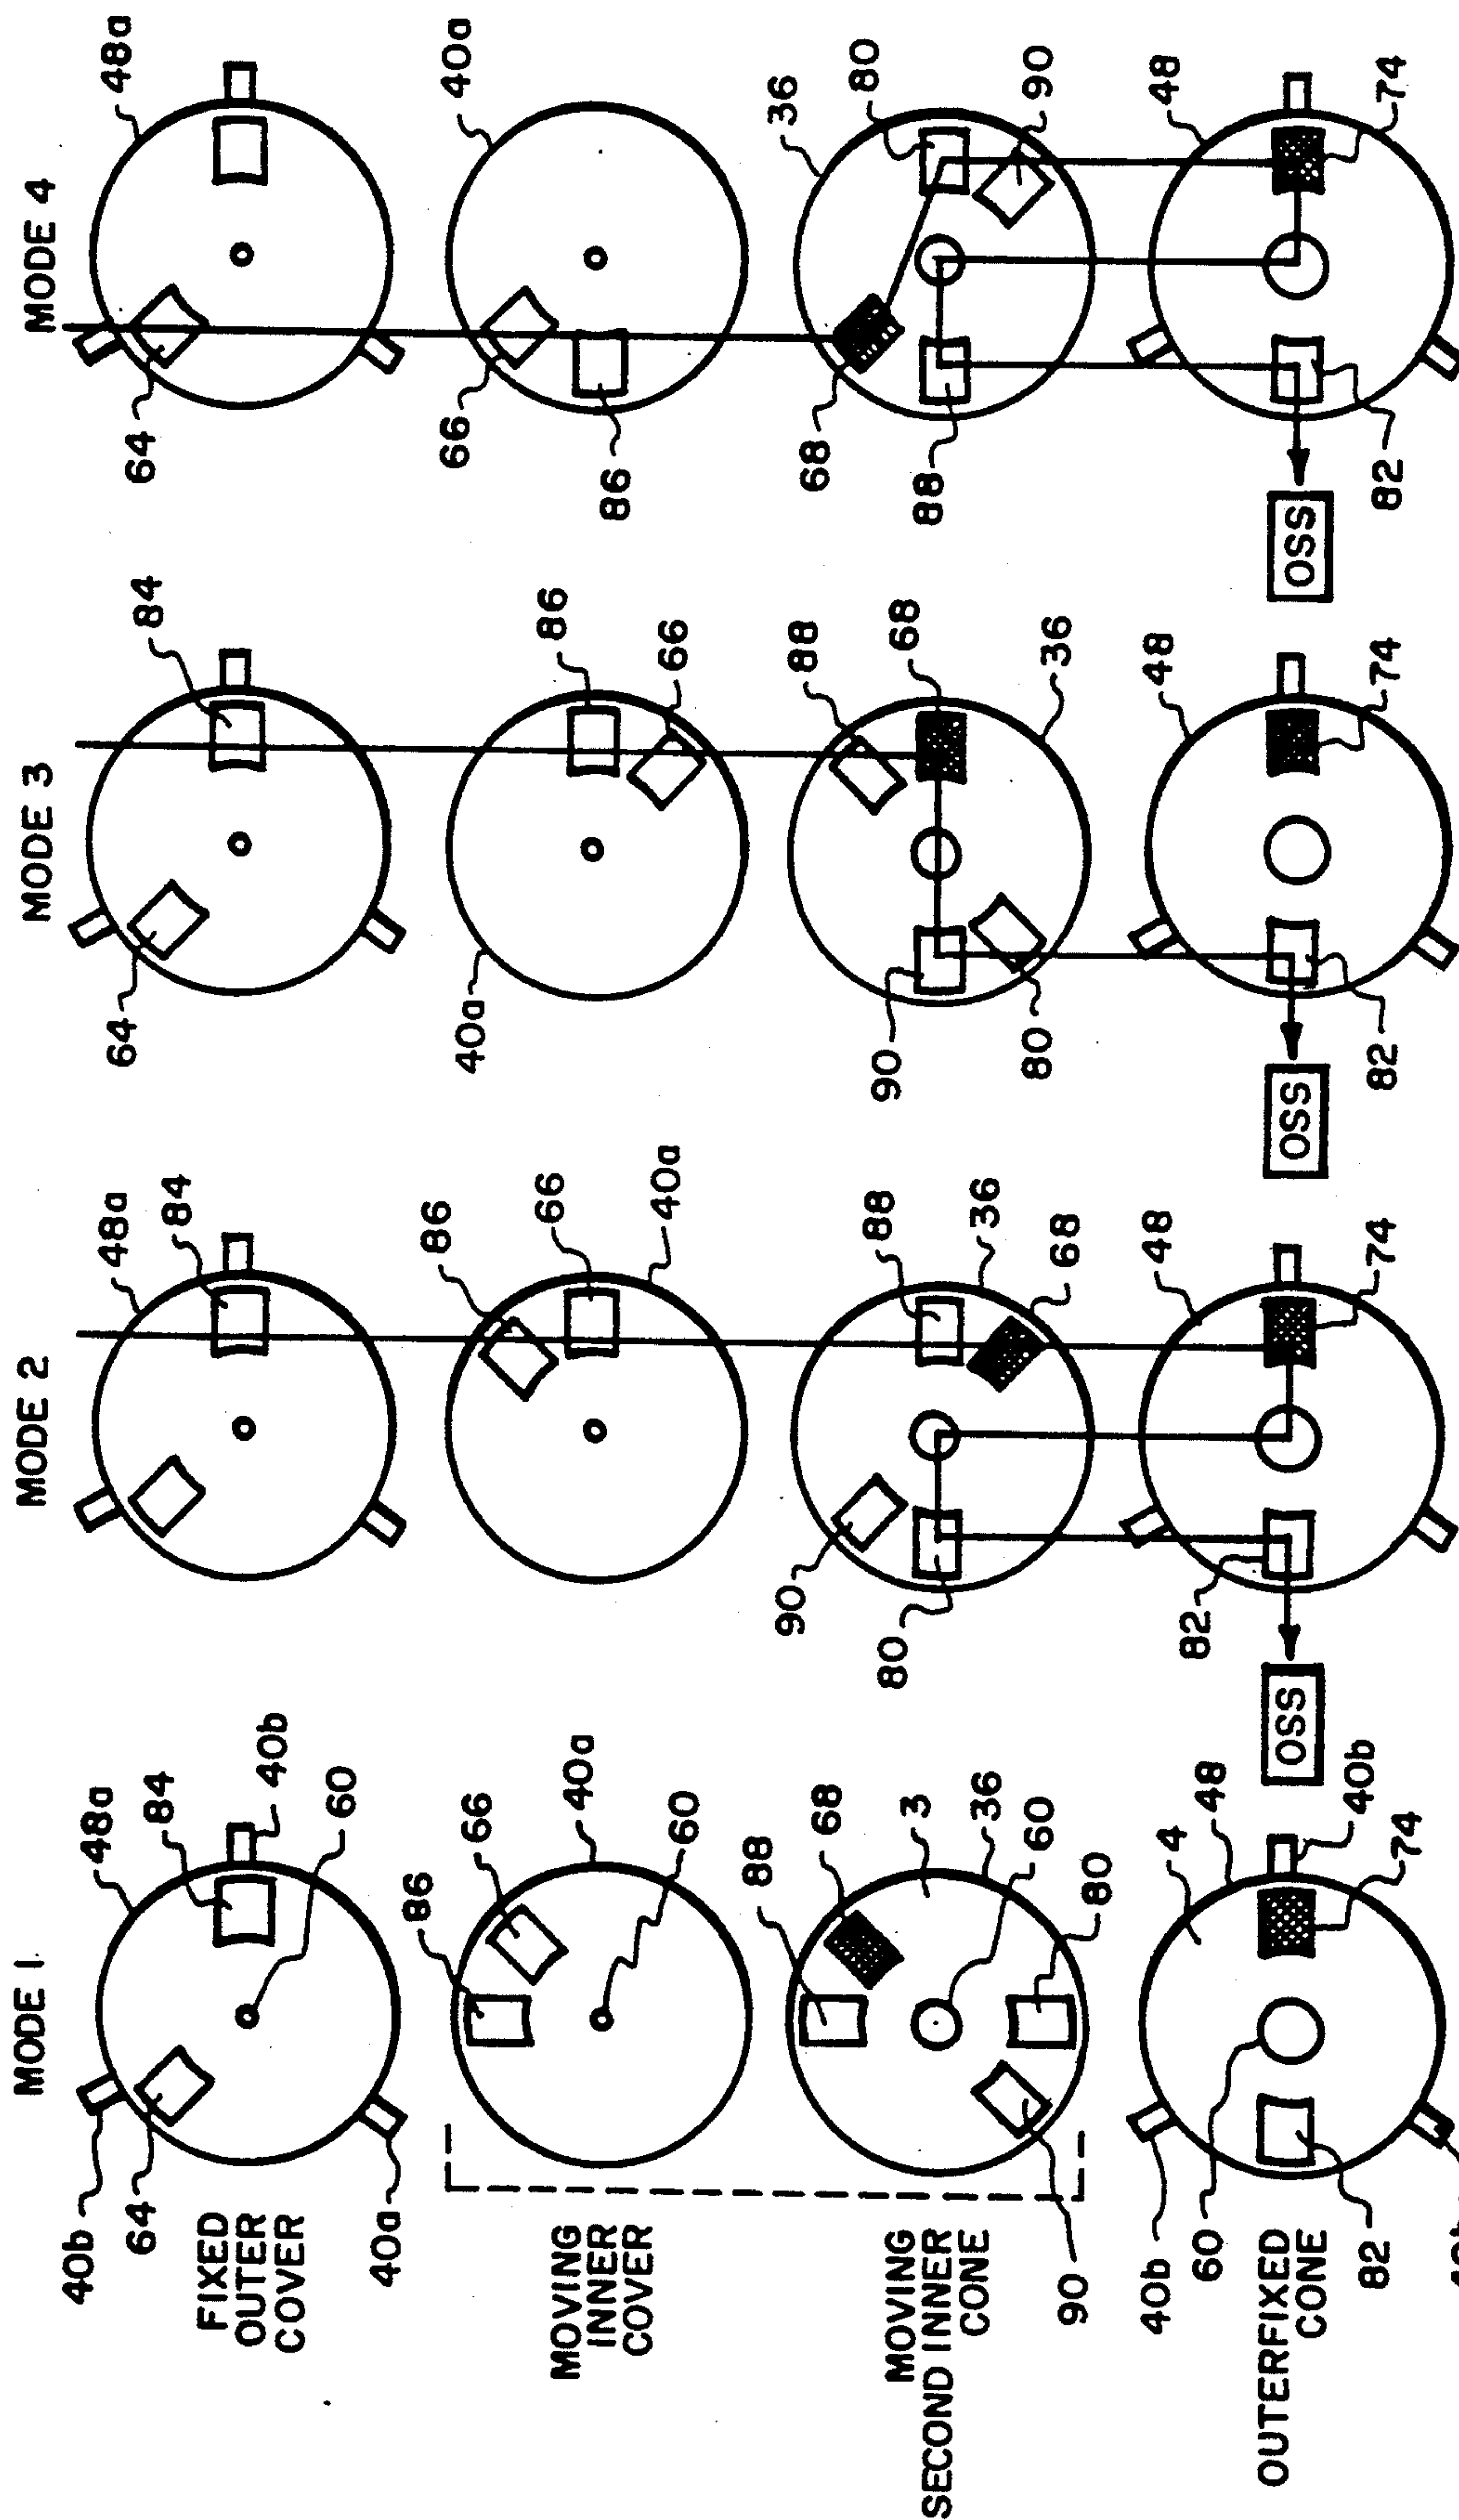 MODE 1
40b
64
48a
84
40b
60
FIXED
OUTER
COVER
40a
86
66
40a
60
MOVING
INNER
COVER
88
68
3
36
60
80
MOVING
SECOND INNER
CONE
90
40b
60
4
48
40b
74
OUTERFIXED
CONE
82
MODE 2
48a
84
86
66
40a
90
80
88
36
68
48
82
74
OSS
MODE 3
64
84
40a
86
66
88
68
36
90
80
48
74
82
OSS
MODE 4
64
48a
66
40a
86
36
80
90
68
88
48
74
82
OSS